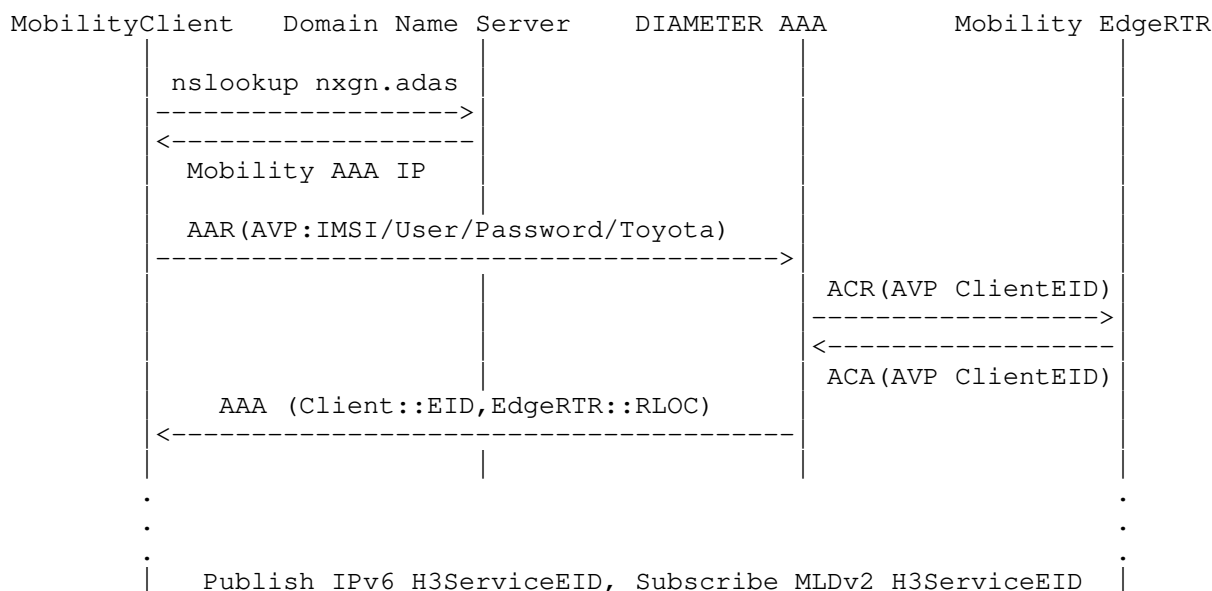 MobilityClient   Domain Name Server    DIAMETER AAA        Mobility EdgeRTR
nslookup nxgn.adas
Mobility AAA IP
AAR(AVP:IMSI/User/Password/Toyota)
ACR(AVP ClientEID)
ACA(AVP ClientEID)
AAA (Client::EID,EdgeRTR::RLOC)
Publish IPv6 H3ServiceEID, Subscribe MLDv2 H3ServiceEID